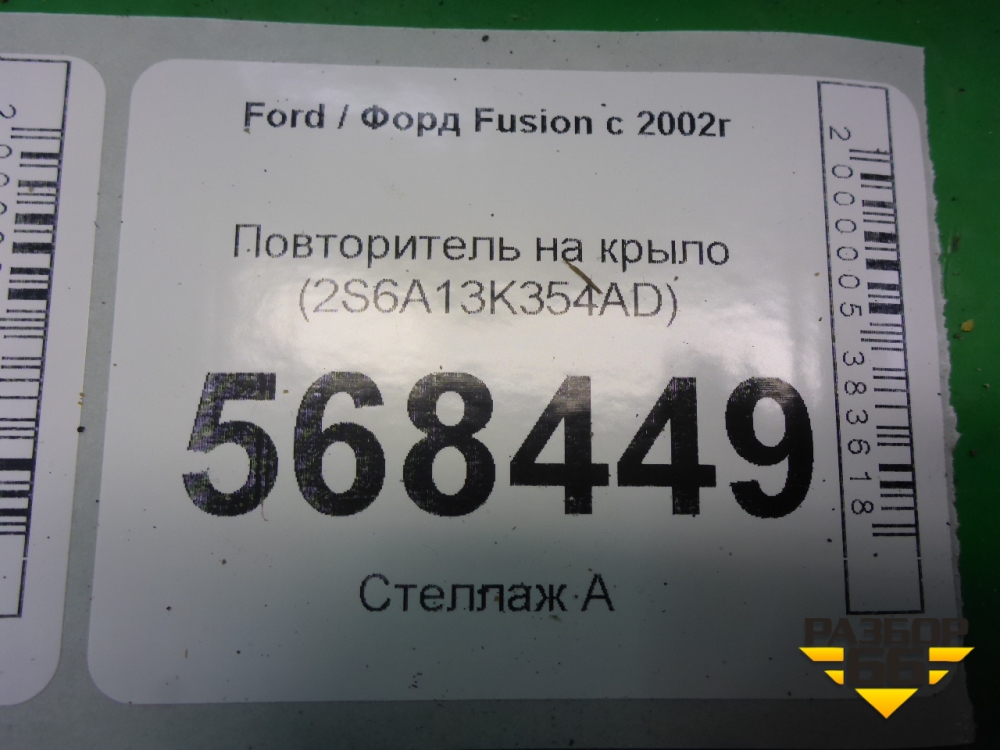 Ford / Форд Fusion с 2002г
Повторитель на крыло
(2S6A13K354AD)
568449
Стеллаж А
2000005383618
РАЗБОР
66